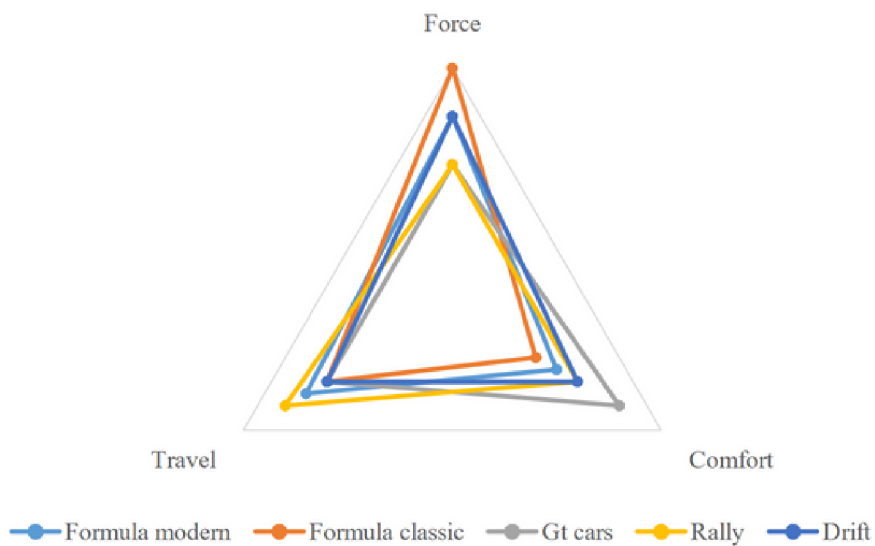 Force
Travel
Comfort
Formula modern Formula classic Gt cars Rally Drift